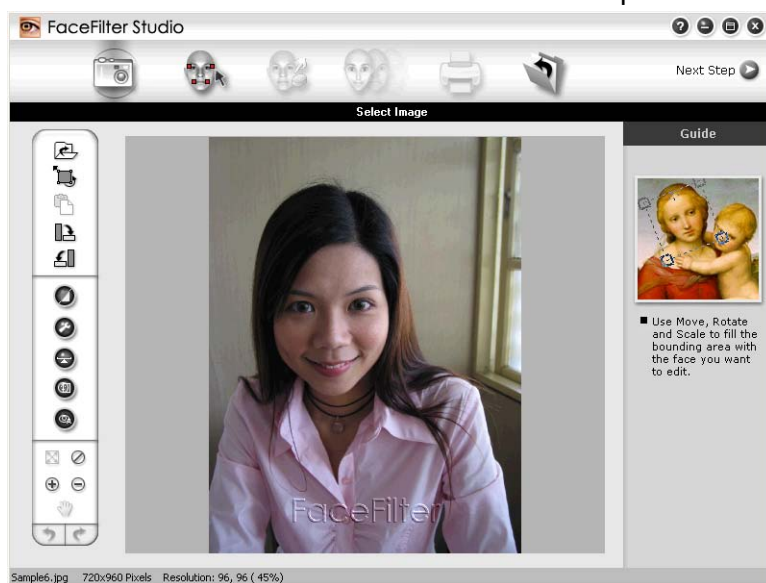 FaceFilter Studio
Next Step
Select Image
Guide
■ Use Move, Rotate
and Scale to fill the
bounding area with
the face you want
to edit.
FaceFilter
Sample6.jpg 720x960 Pixels Resolution: 96, 96 ( 45%)